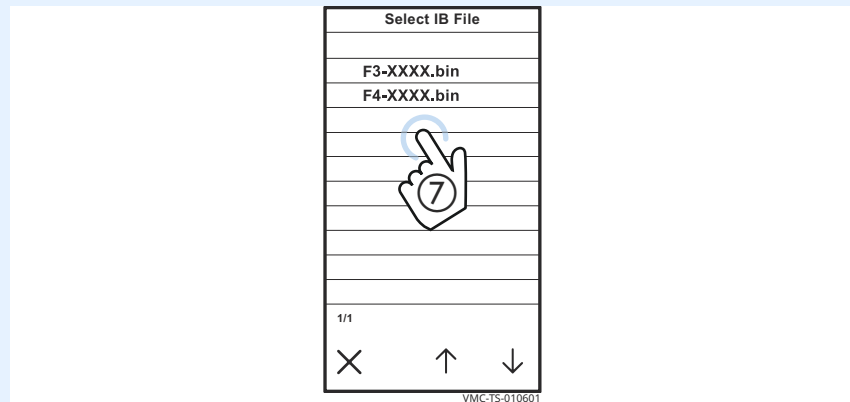 Select IB File
F3-XXXX.bin
F4-XXXX.bin
7
1/1
VMC-TS-010601